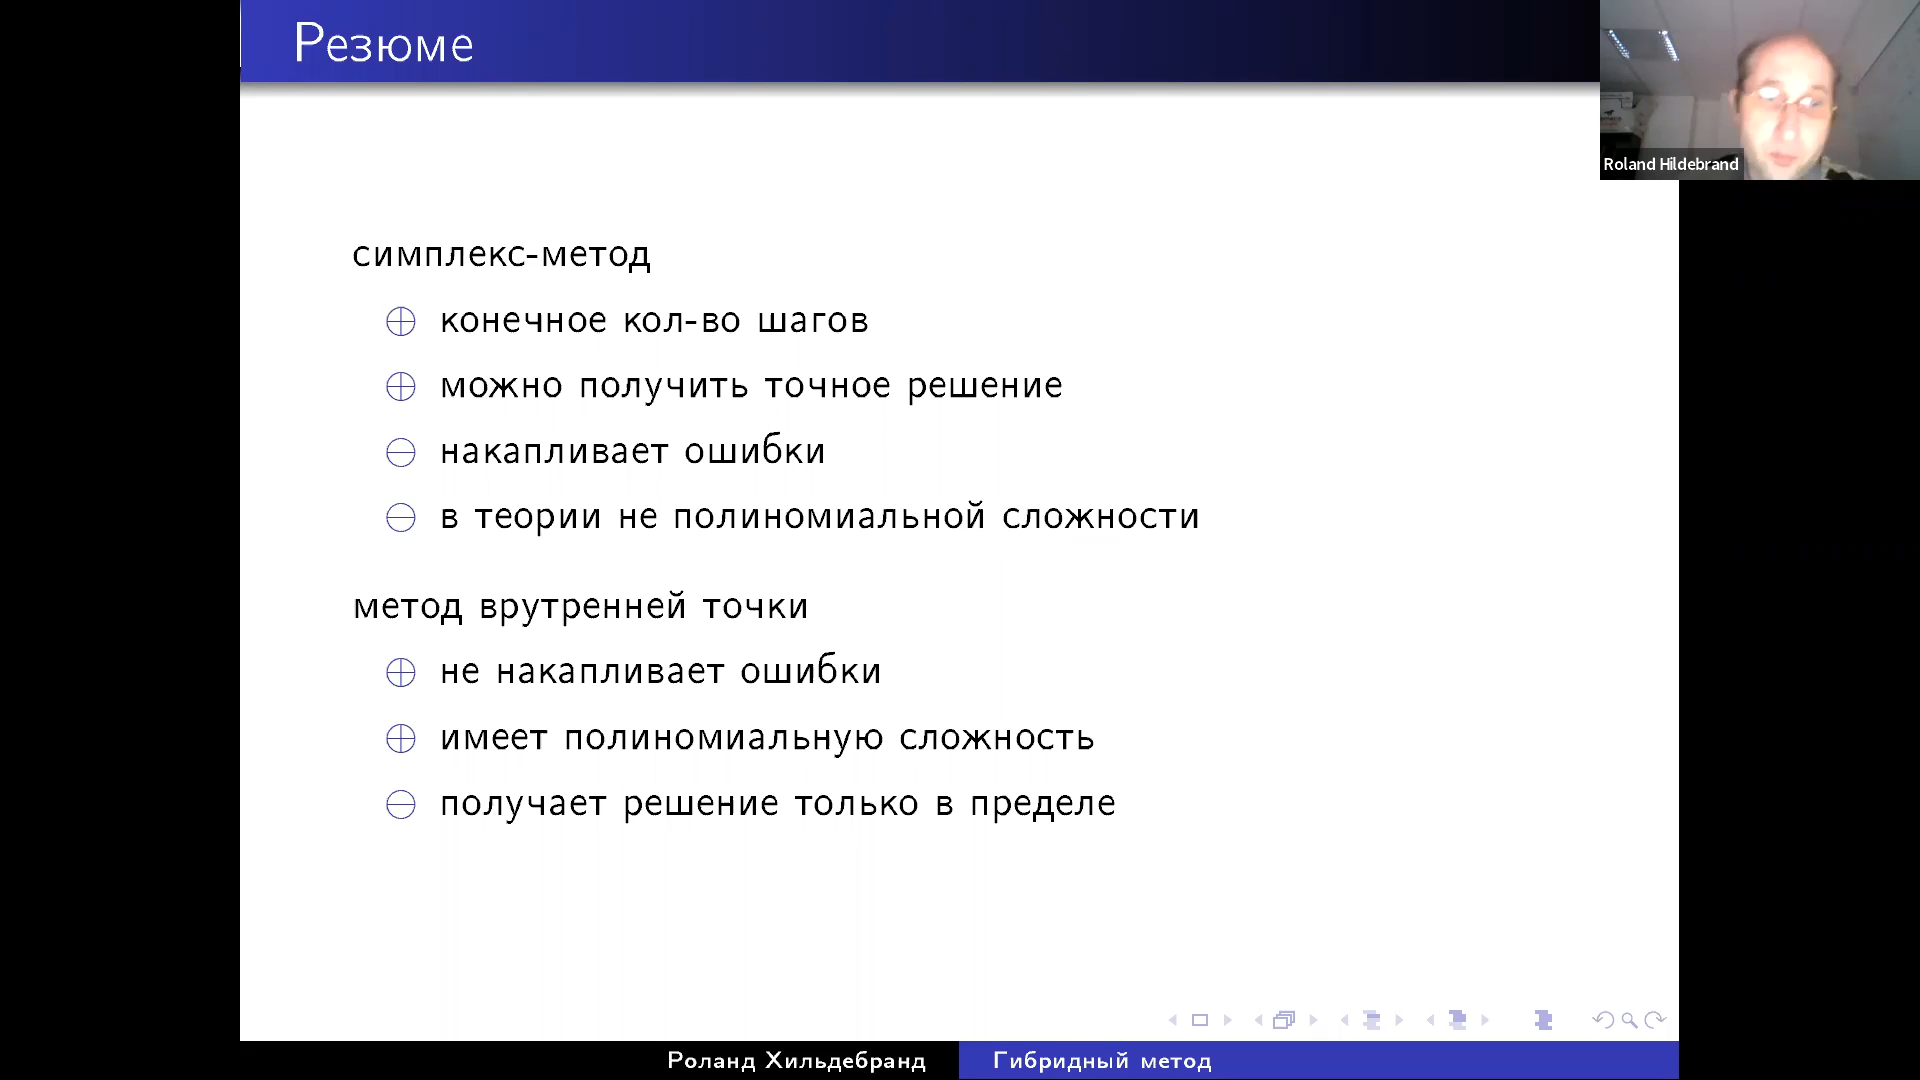 Резюме
Roland Hildebrand
симплекс-метод
конечное кол-во шагов
можно получить точное решение
накапливает ошибки
в теории не полиномиальной сложности
метод врутренней точки
не накапливает ошибки
имеет полиномиальную сложность
получает решение только в пределе
Роланд Хильдебранд
Гибридный метод